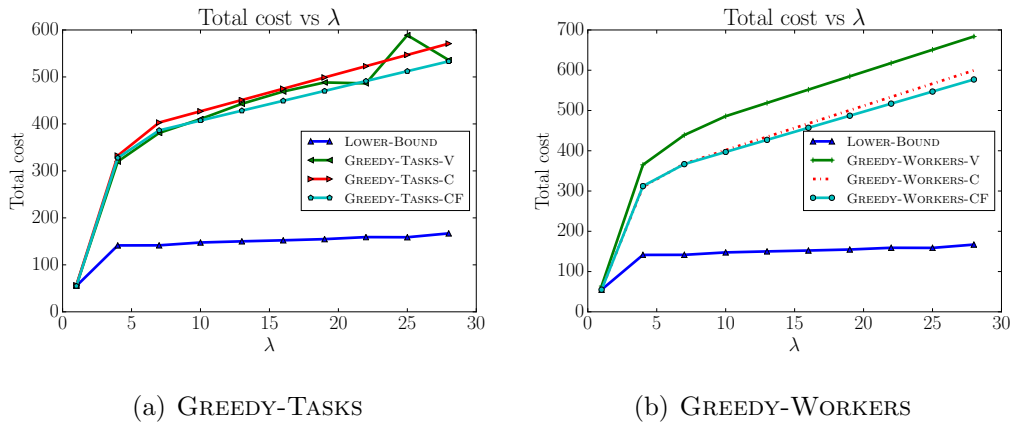 Total cost vs λ
600
500
400
300
200
100
0
Total cost
0 5 10 15 20 25 30
λ
LOWER-BOUND
GREEDY-TASKS-V
GREEDY-TASKS-C
GREEDY-TASKS-CF
(a) GREEDY-TASKS
Total cost vs λ
700
600
500
400
300
200
100
0
Total cost
0 5 10 15 20 25 30
λ
LOWER-BOUND
GREEDY-WORKERS-V
GREEDY-WORKERS-C
GREEDY-WORKERS-CF
(b) GREEDY-WORKERS